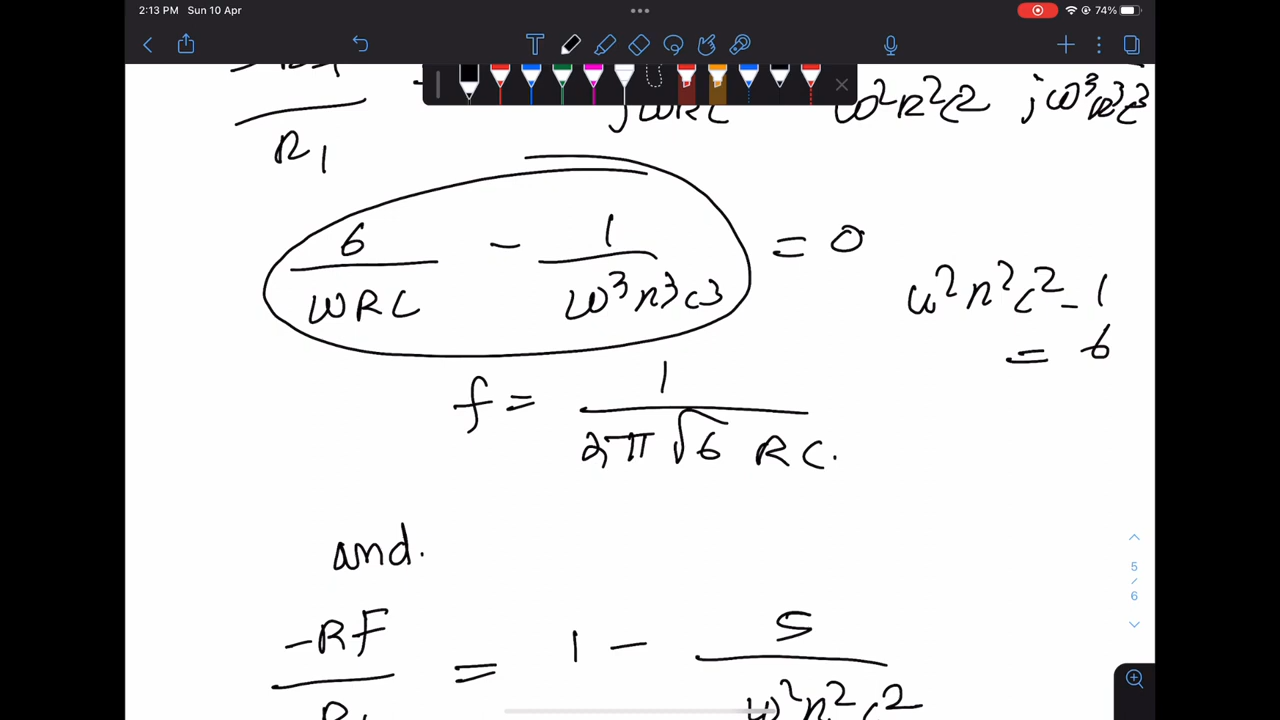 2:13 PM Sun 10 Apr
74%
R1 jωRC ω²R²C² jω³R³C³
6/ωRC - 1/ω³R³C³ = 0
ω²R²C² - 1
= 6
f = 1/2π√6 RC.
and.
-RF/R1 = 1 - 5/ω²R²C²
5
/
6